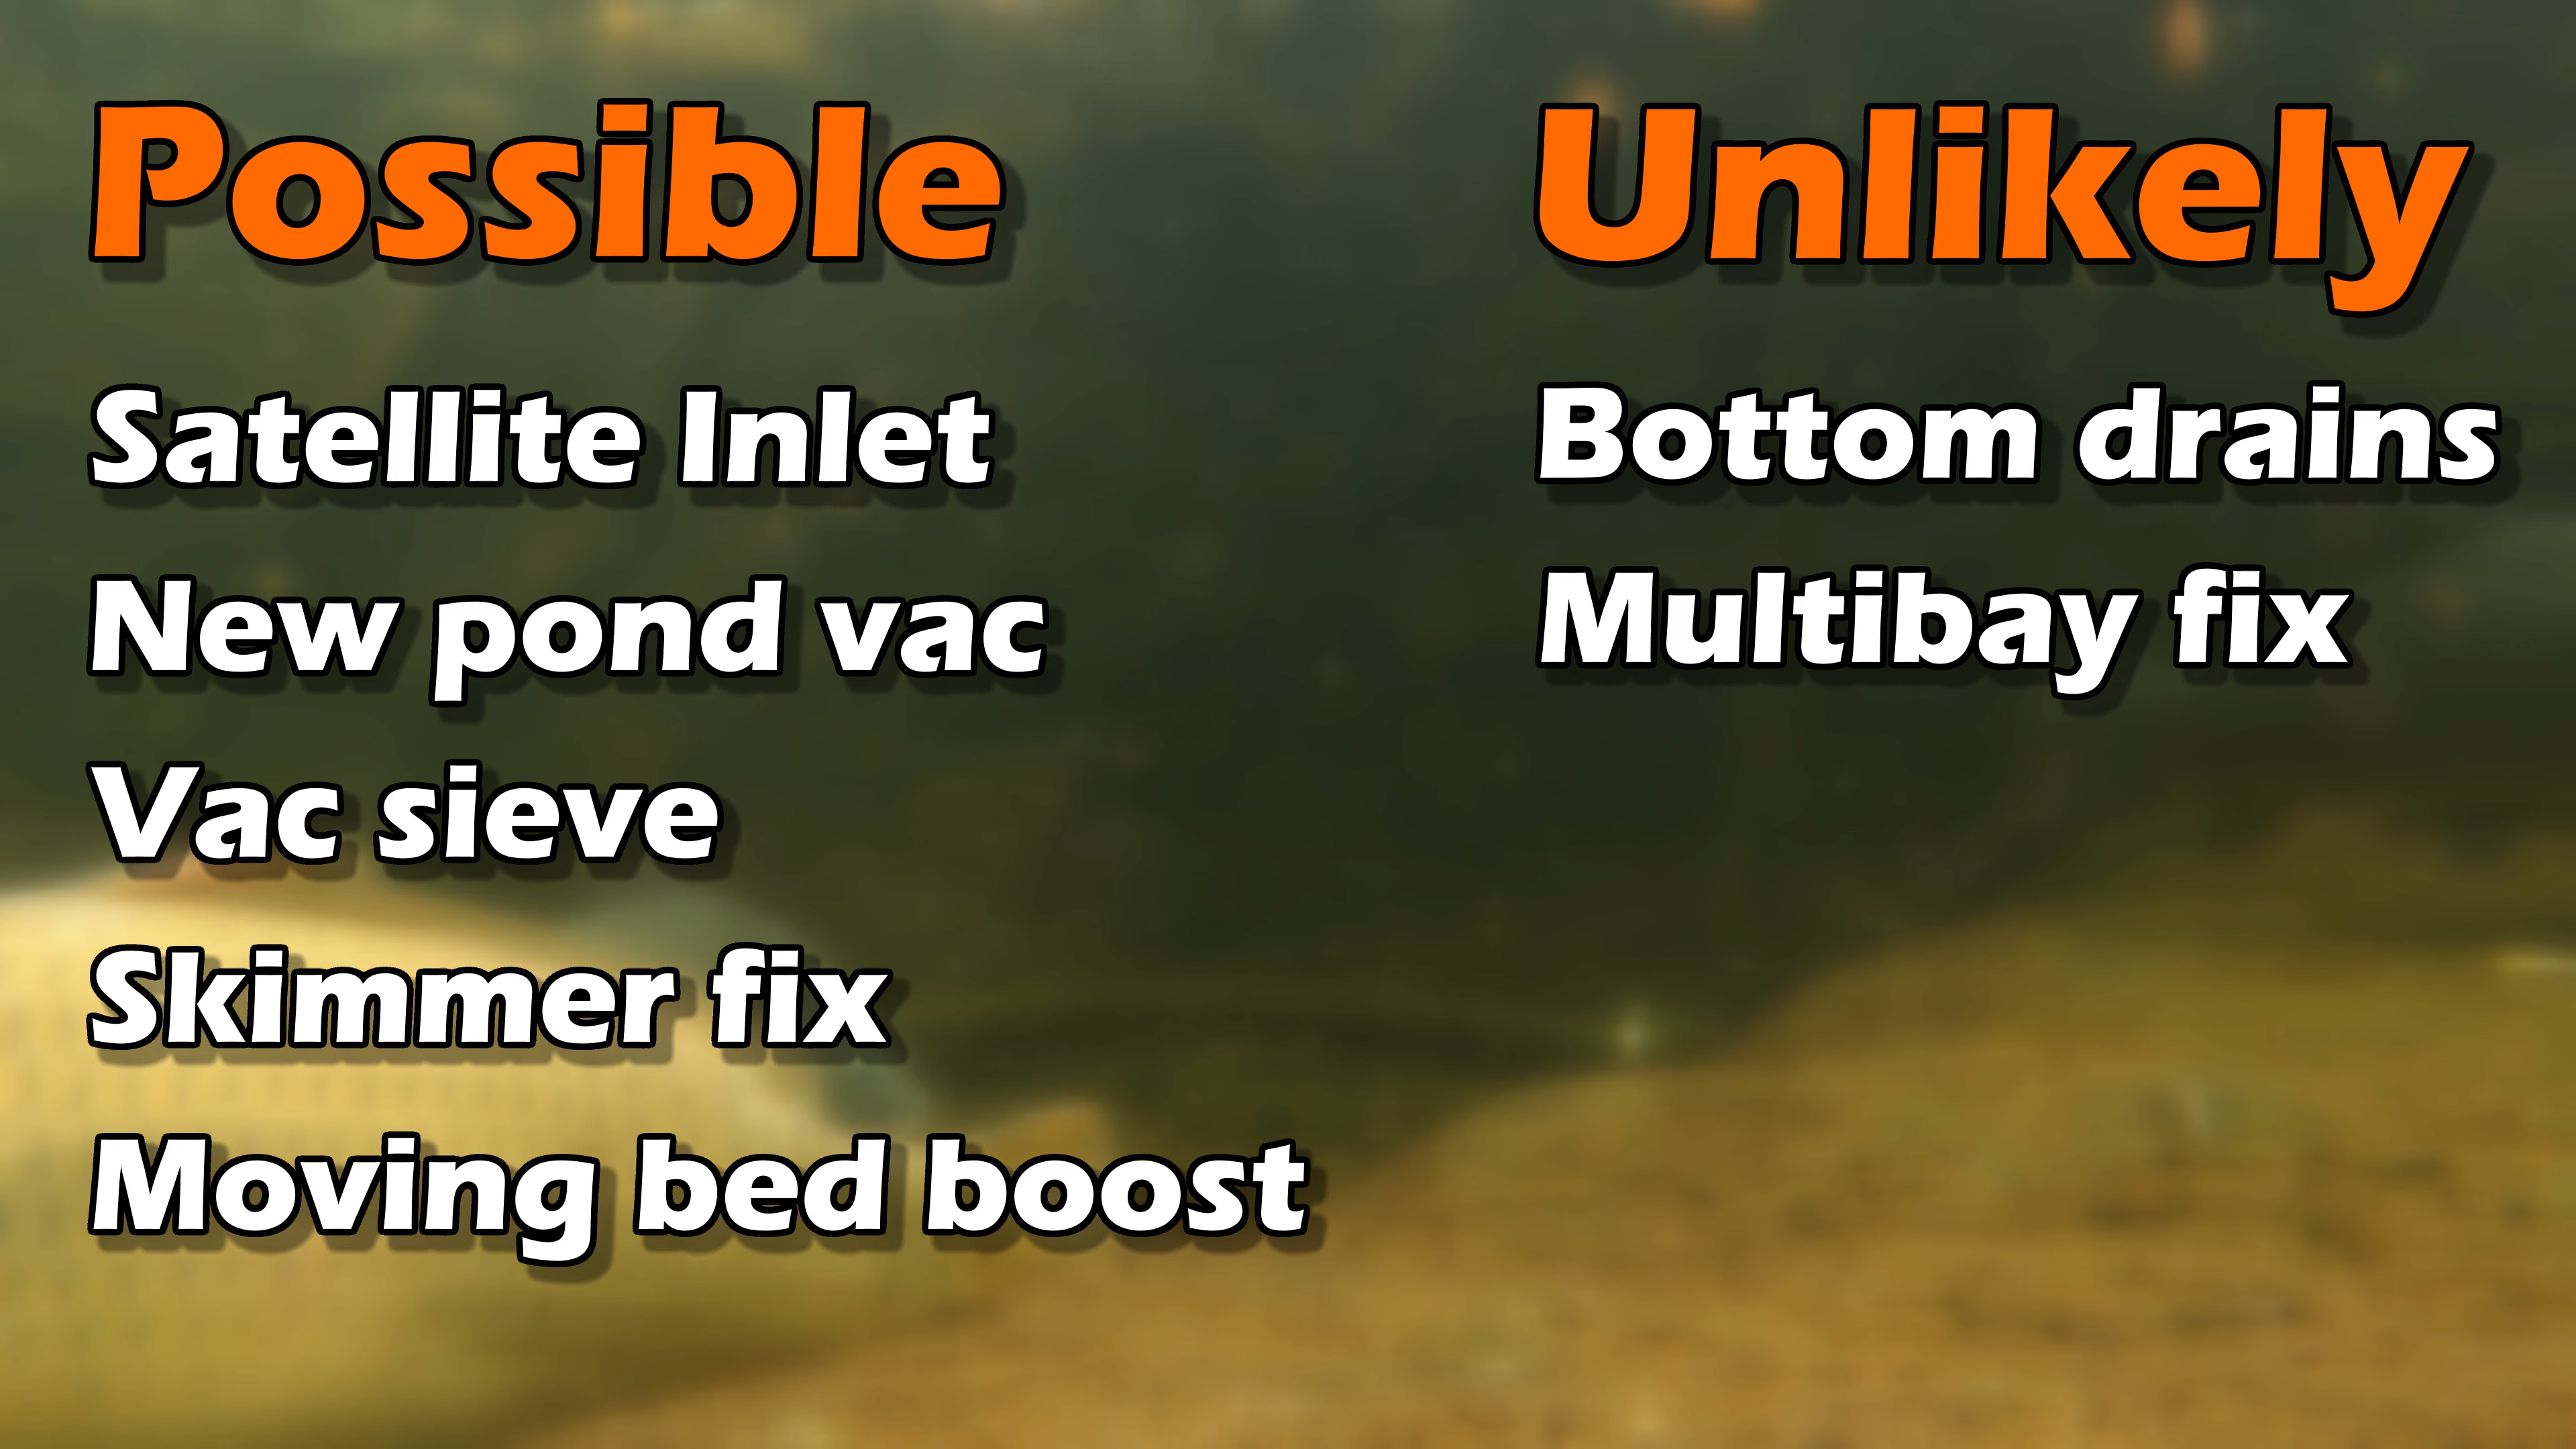 Possible
Satellite Inlet
New pond vac
Vac sieve
Skimmer fix
Moving bed boost
Unlikely
Bottom drains
Multibay fix